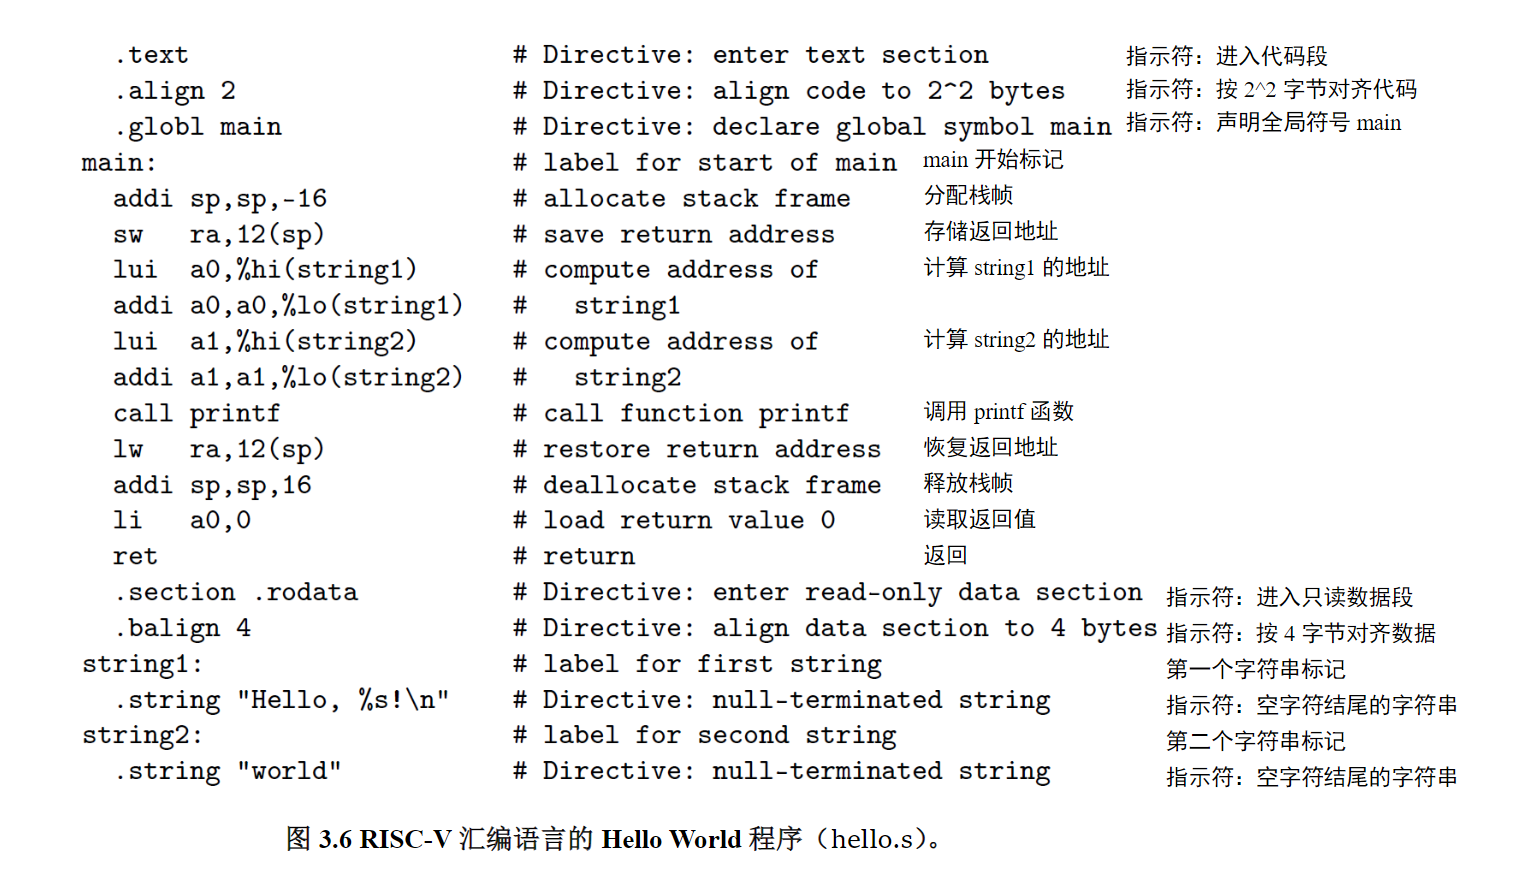 .text # Directive: enter text section 指示符：进入代码段
.align 2 # Directive: align code to 2^2 bytes 指示符：按 2^2 字节对齐代码
.globl main # Directive: declare global symbol main 指示符：声明全局符号 main
main: # label for start of main main 开始标记
addi sp,sp,-16 # allocate stack frame 分配栈帧
sw ra,12(sp) # save return address 存储返回地址
lui a0,%hi(string1) # compute address of 计算 string1 的地址
addi a0,a0,%lo(string1) # string1
lui a1,%hi(string2) # compute address of 计算 string2 的地址
addi a1,a1,%lo(string2) # string2
call printf # call function printf 调用 printf 函数
lw ra,12(sp) # restore return address 恢复返回地址
addi sp,sp,16 # deallocate stack frame 释放栈帧
li a0,0 # load return value 0 读取返回值
ret # return 返回
.section .rodata # Directive: enter read-only data section 指示符：进入只读数据段
.balign 4 # Directive: align data section to 4 bytes 指示符：按 4 字节对齐数据
string1: # label for first string 第一个字符串标记
.string "Hello, %s!\n" # Directive: null-terminated string 指示符：空字符结尾的字符串
string2: # label for second string 第二个字符串标记
.string "world" # Directive: null-terminated string 指示符：空字符结尾的字符串
图 3.6 RISC-V 汇编语言的 Hello World 程序（hello.s）。